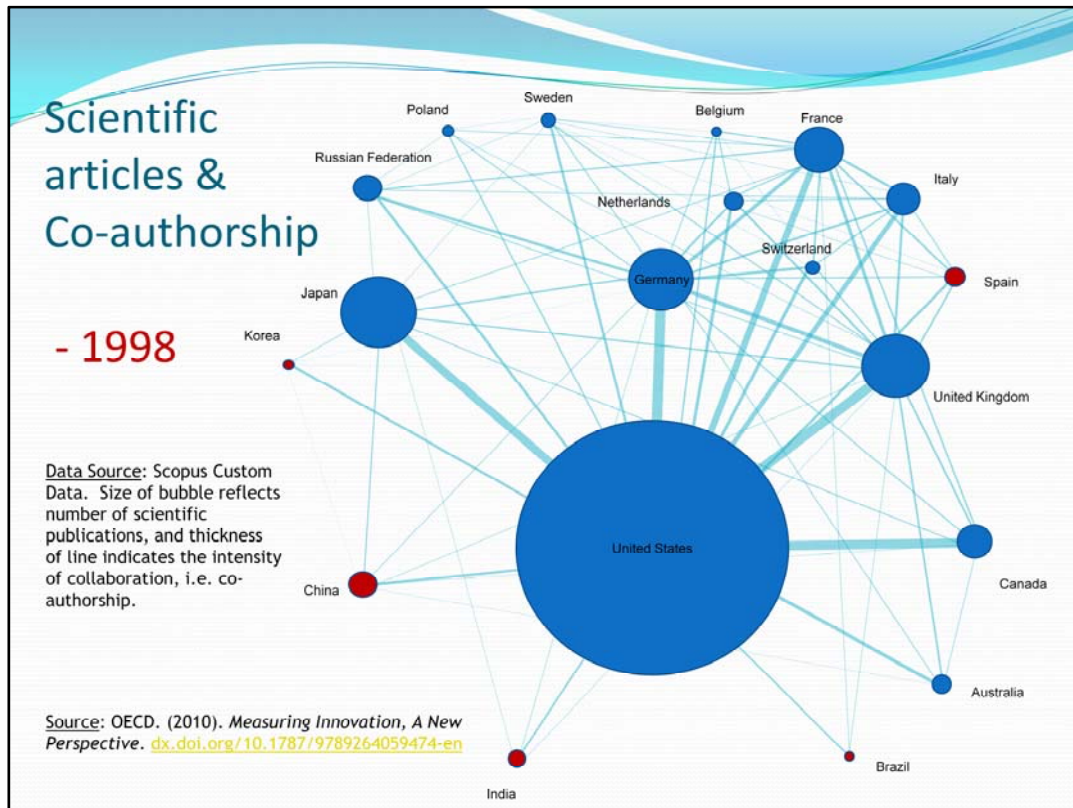 Scientific
articles &
Co-authorship
- 1998
Data Source: Scopus Custom
Data.  Size of bubble reflects
number of scientific
publications, and thickness
of line indicates the intensity
of collaboration, i.e. co-
authorship.
Source: OECD. (2010). Measuring Innovation, A New
Perspective. dx.doi.org/10.1787/9789264059474-en
Poland
Sweden
Belgium
France
Russian Federation
Italy
Netherlands
Switzerland
Germany
Spain
Japan
Korea
United Kingdom
United States
China
Canada
Australia
Brazil
India